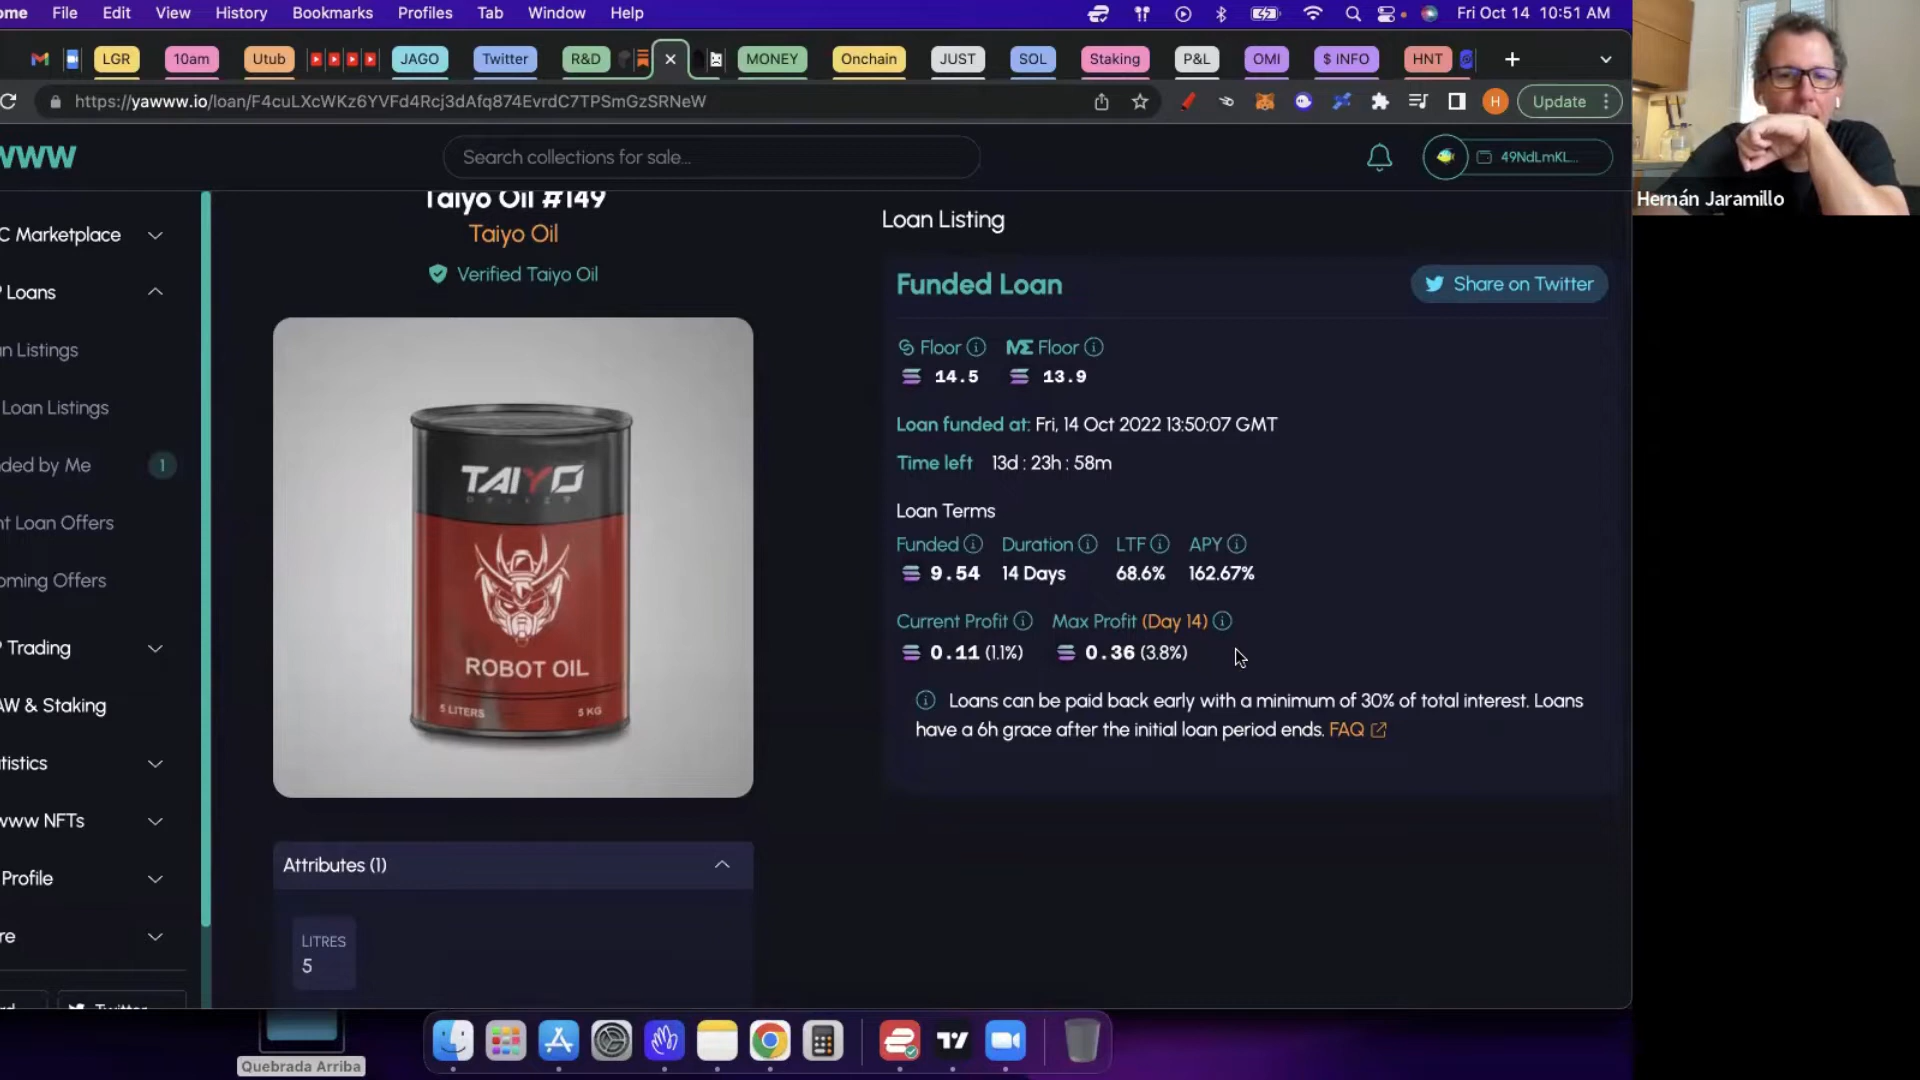 ome File Edit View History Bookmarks Profiles Tab Window Help Fri Oct 14 10:51 AM
LGR 10am Utub JAGO Twitter R&D MONEY Onchain JUST SOL Staking P&L OMI $ INFO HNT
https://yawww.io/loan/F4cuLXcWKz6YVFd4Rcj3dAfq874EvrdC7TPSmGzSRNeW H Update
Hernán Jaramillo
www Search collections for sale... 49NdLmKL...
C Marketplace
P Loans
an Listings
Loan Listings
ded by Me 1
nt Loan Offers
oming Offers
P Trading
AW & Staking
tistics
www NFTs
Profile
re
rd Twitter
Taiyo Oil #149
Taiyo Oil
Verified Taiyo Oil
TAIYO
ROBOT OIL
5 LITERS 5 KG
Attributes (1)
LITRES
5
Loan Listing
Funded Loan Share on Twitter
Floor ME Floor
14.5 13.9
Loan funded at: Fri, 14 Oct 2022 13:50:07 GMT
Time left 13d : 23h : 58m
Loan Terms
Funded Duration LTF APY
9.54 14 Days 68.6% 162.67%
Current Profit Max Profit (Day 14)
0.11 (1.1%) 0.36 (3.8%)
Loans can be paid back early with a minimum of 30% of total interest. Loans
have a 6h grace after the initial loan period ends. FAQ
Quebrada Arriba